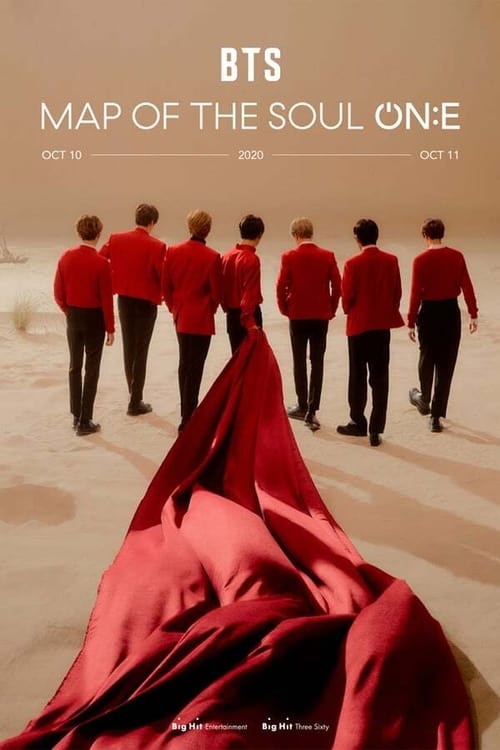 BTS
MAP OF THE SOUL ON:E
OCT 10 2020 OCT 11
Big Hit Entertainment Big Hit Three Sixty